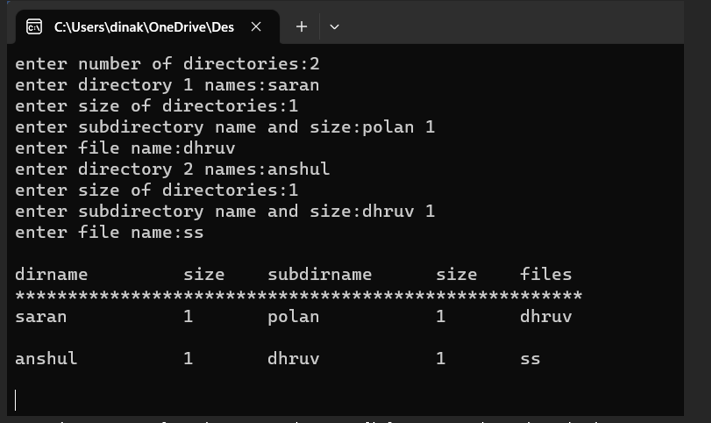 C:\Users\dinak\OneDrive\Des
enter number of directories:2
enter directory 1 names:saran
enter size of directories:1
enter subdirectory name and size:polan 1
enter file name:dhruv
enter directory 2 names:anshul
enter size of directories:1
enter subdirectory name and size:dhruv 1
enter file name:ss
dirname size subdirname size files
******************************************************
saran 1 polan 1 dhruv
anshul 1 dhruv 1 ss